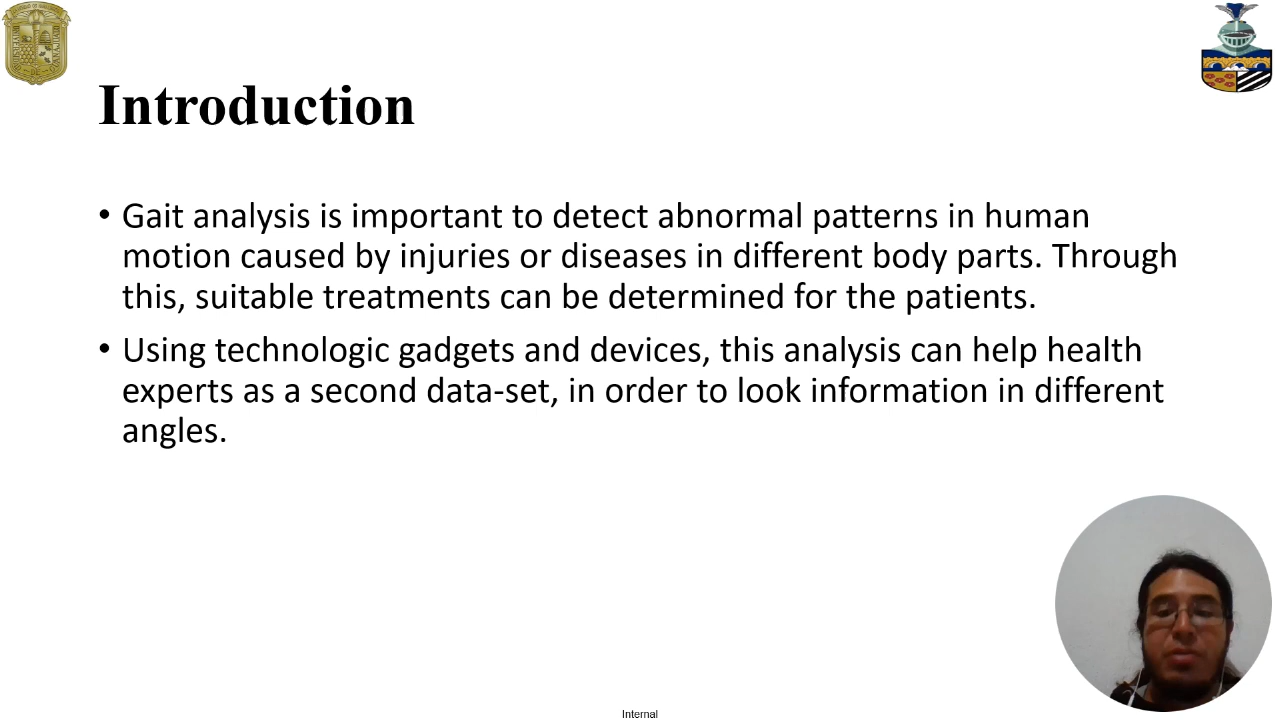 Introduction
• Gait analysis is important to detect abnormal patterns in human
motion caused by injuries or diseases in different body parts. Through
this, suitable treatments can be determined for the patients.
• Using technologic gadgets and devices, this analysis can help health
experts as a second data-set, in order to look information in different
angles.
Internal